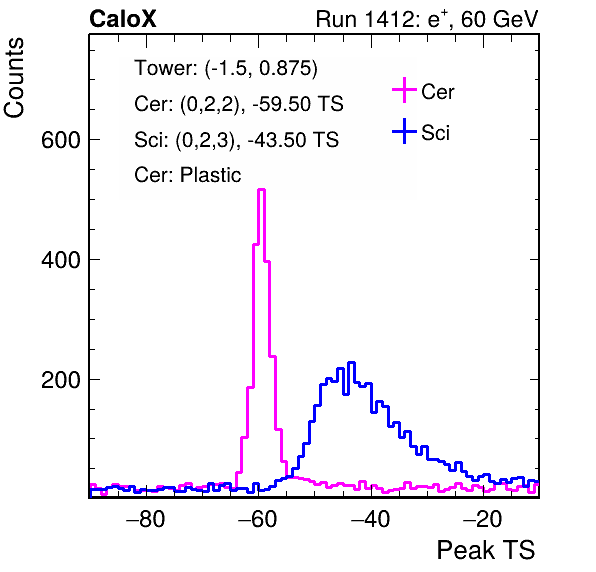 CaloX Run 1412: e⁺, 60 GeV
Counts
Tower: (-1.5, 0.875)
Cer: (0,2,2), -59.50 TS
Sci: (0,2,3), -43.50 TS
Cer: Plastic
Cer
Sci
600
400
200
−80 −60 −40 −20
Peak TS